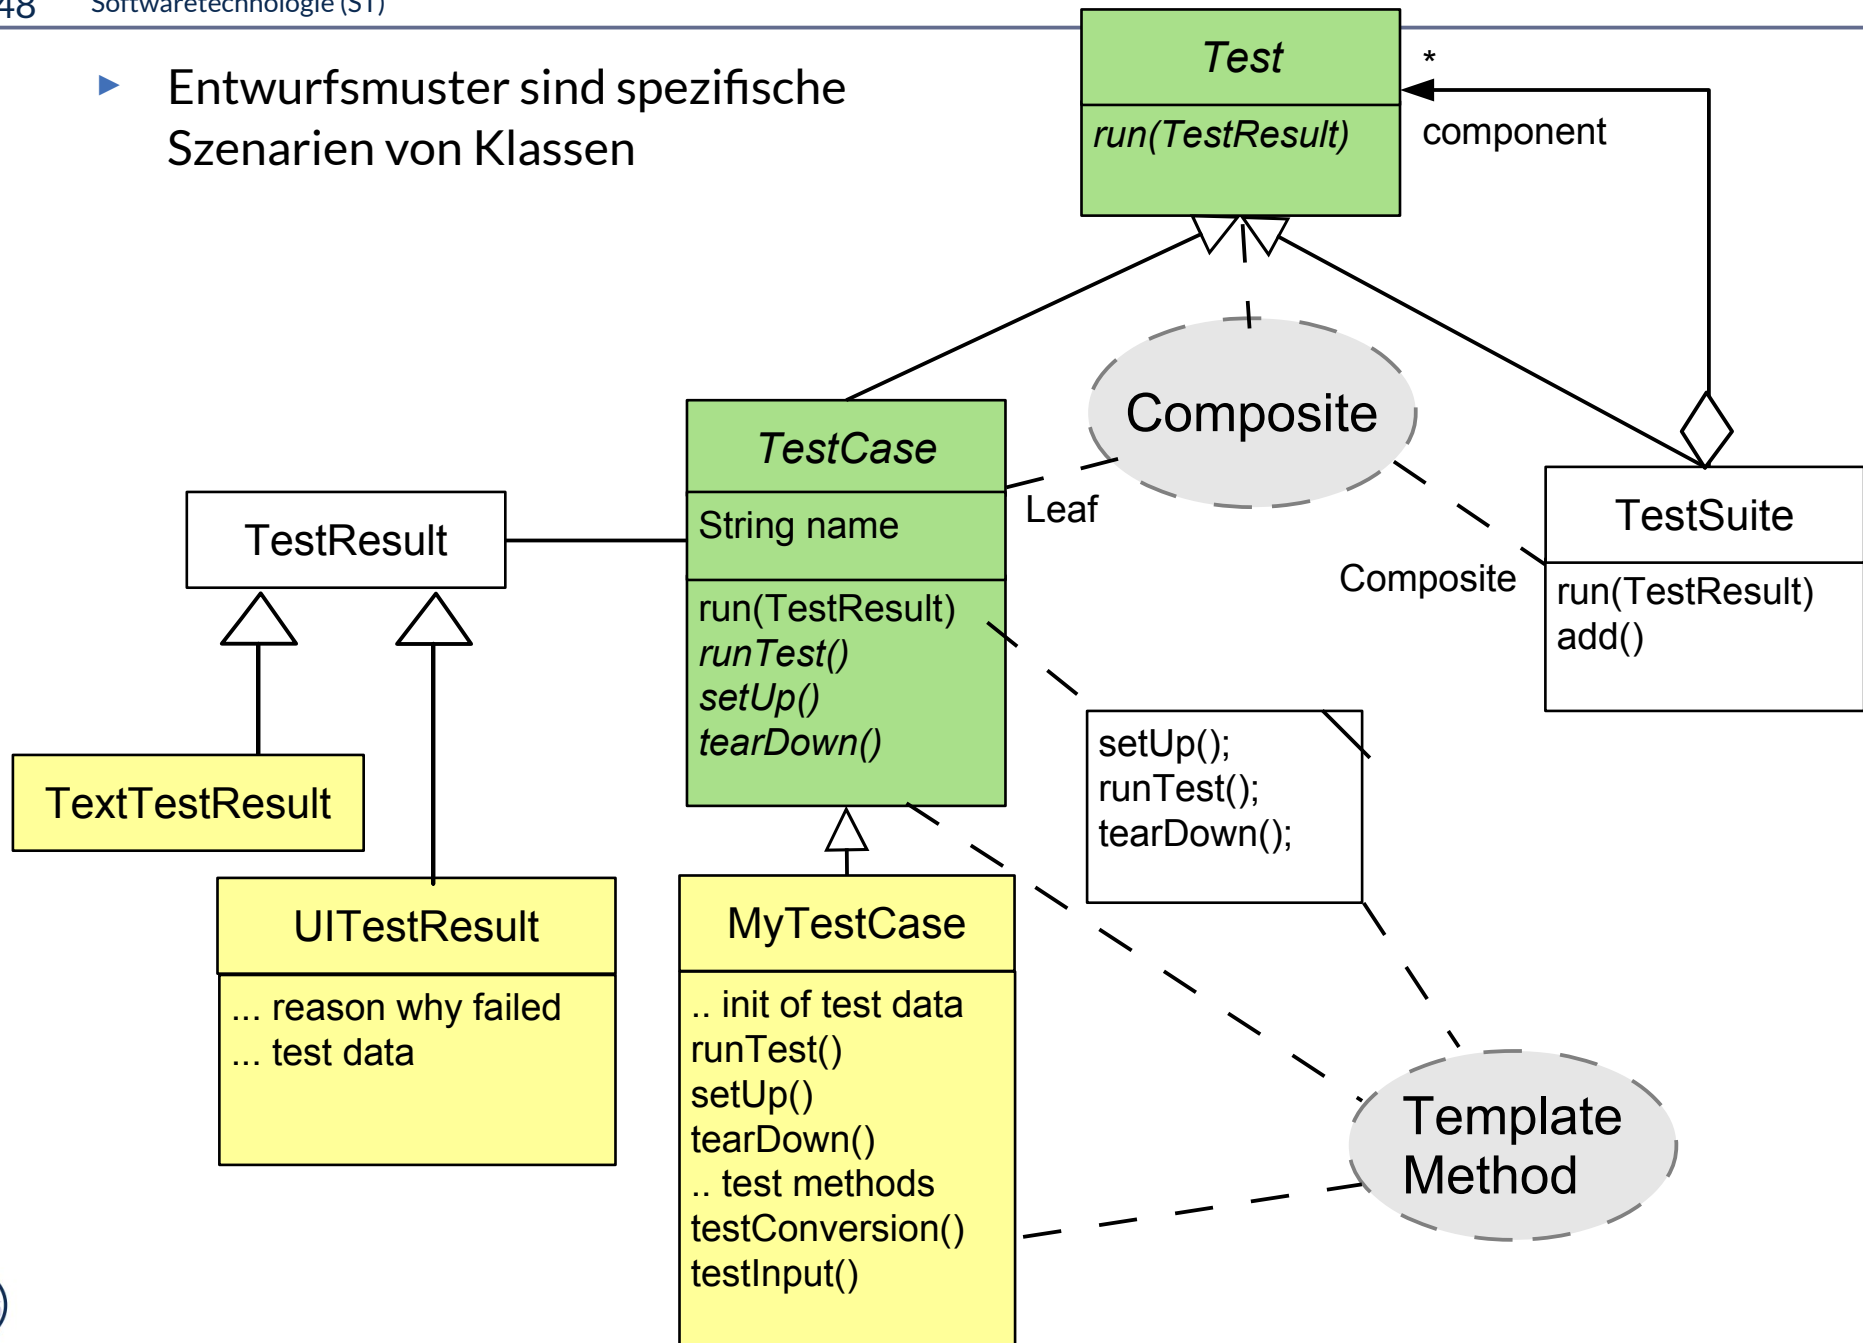 48
Softwaretechnologie (ST)
► Entwurfsmuster sind spezifische
Szenarien von Klassen
Test
run(TestResult)
*
component
Composite
TestCase
String name
run(TestResult)
runTest()
setUp()
tearDown()
Leaf
TestResult
TestSuite
run(TestResult)
add()
Composite
setUp();
runTest();
tearDown();
TextTestResult
UITestResult
... reason why failed
... test data
MyTestCase
.. init of test data
runTest()
setUp()
tearDown()
.. test methods
testConversion()
testInput()
Template
Method